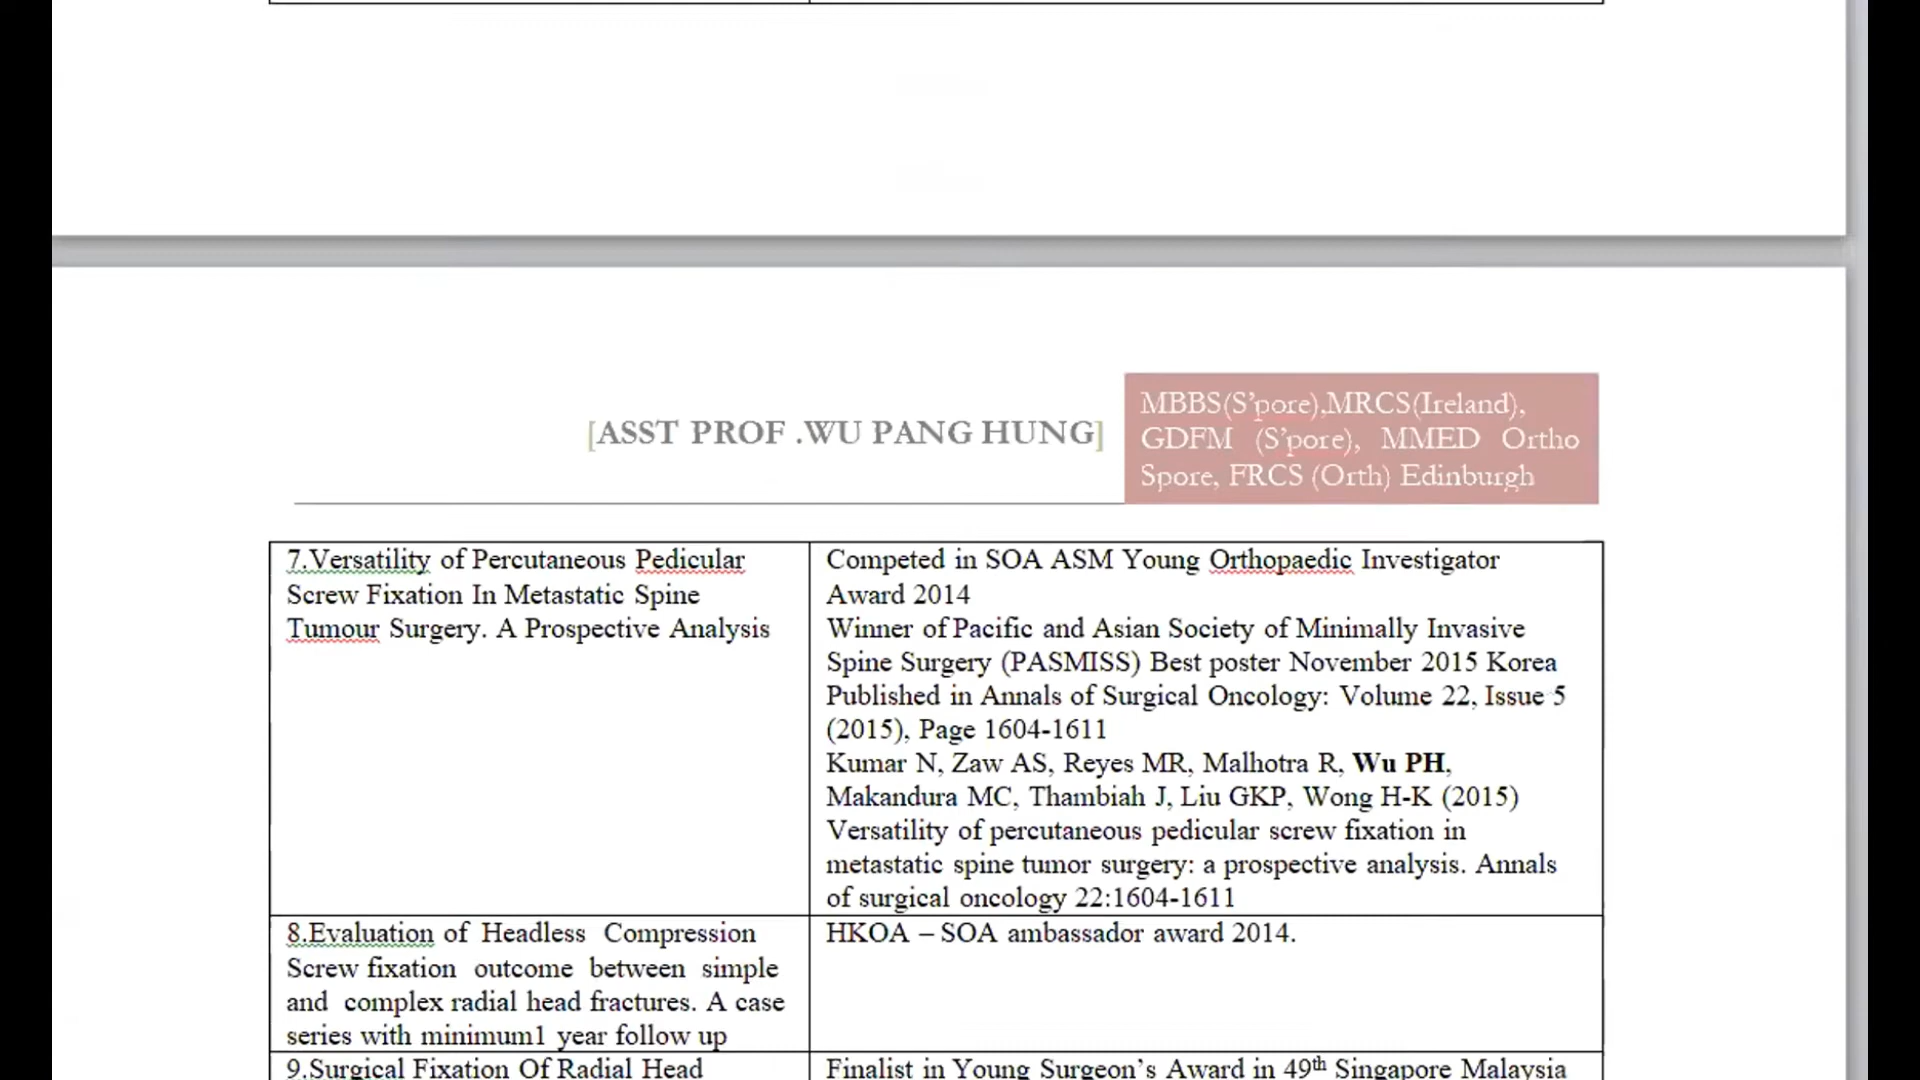 [ASST PROF .WU PANG HUNG]
MBBS(S'pore),MRCS(Ireland),
GDFM (S'pore), MMED Ortho
Spore, FRCS (Orth) Edinburgh
7.Versatility of Percutaneous Pedicular
Screw Fixation In Metastatic Spine
Tumour Surgery. A Prospective Analysis
Competed in SOA ASM Young Orthopaedic Investigator
Award 2014
Winner of Pacific and Asian Society of Minimally Invasive
Spine Surgery (PASMISS) Best poster November 2015 Korea
Published in Annals of Surgical Oncology: Volume 22, Issue 5
(2015), Page 1604-1611
Kumar N, Zaw AS, Reyes MR, Malhotra R, Wu PH,
Makandura MC, Thambiah J, Liu GKP, Wong H-K (2015)
Versatility of percutaneous pedicular screw fixation in
metastatic spine tumor surgery: a prospective analysis. Annals
of surgical oncology 22:1604-1611
8.Evaluation of Headless Compression
Screw fixation outcome between simple
and complex radial head fractures. A case
series with minimum1 year follow up
HKOA – SOA ambassador award 2014.
9.Surgical Fixation Of Radial Head
Finalist in Young Surgeon's Award in 49th Singapore Malaysia